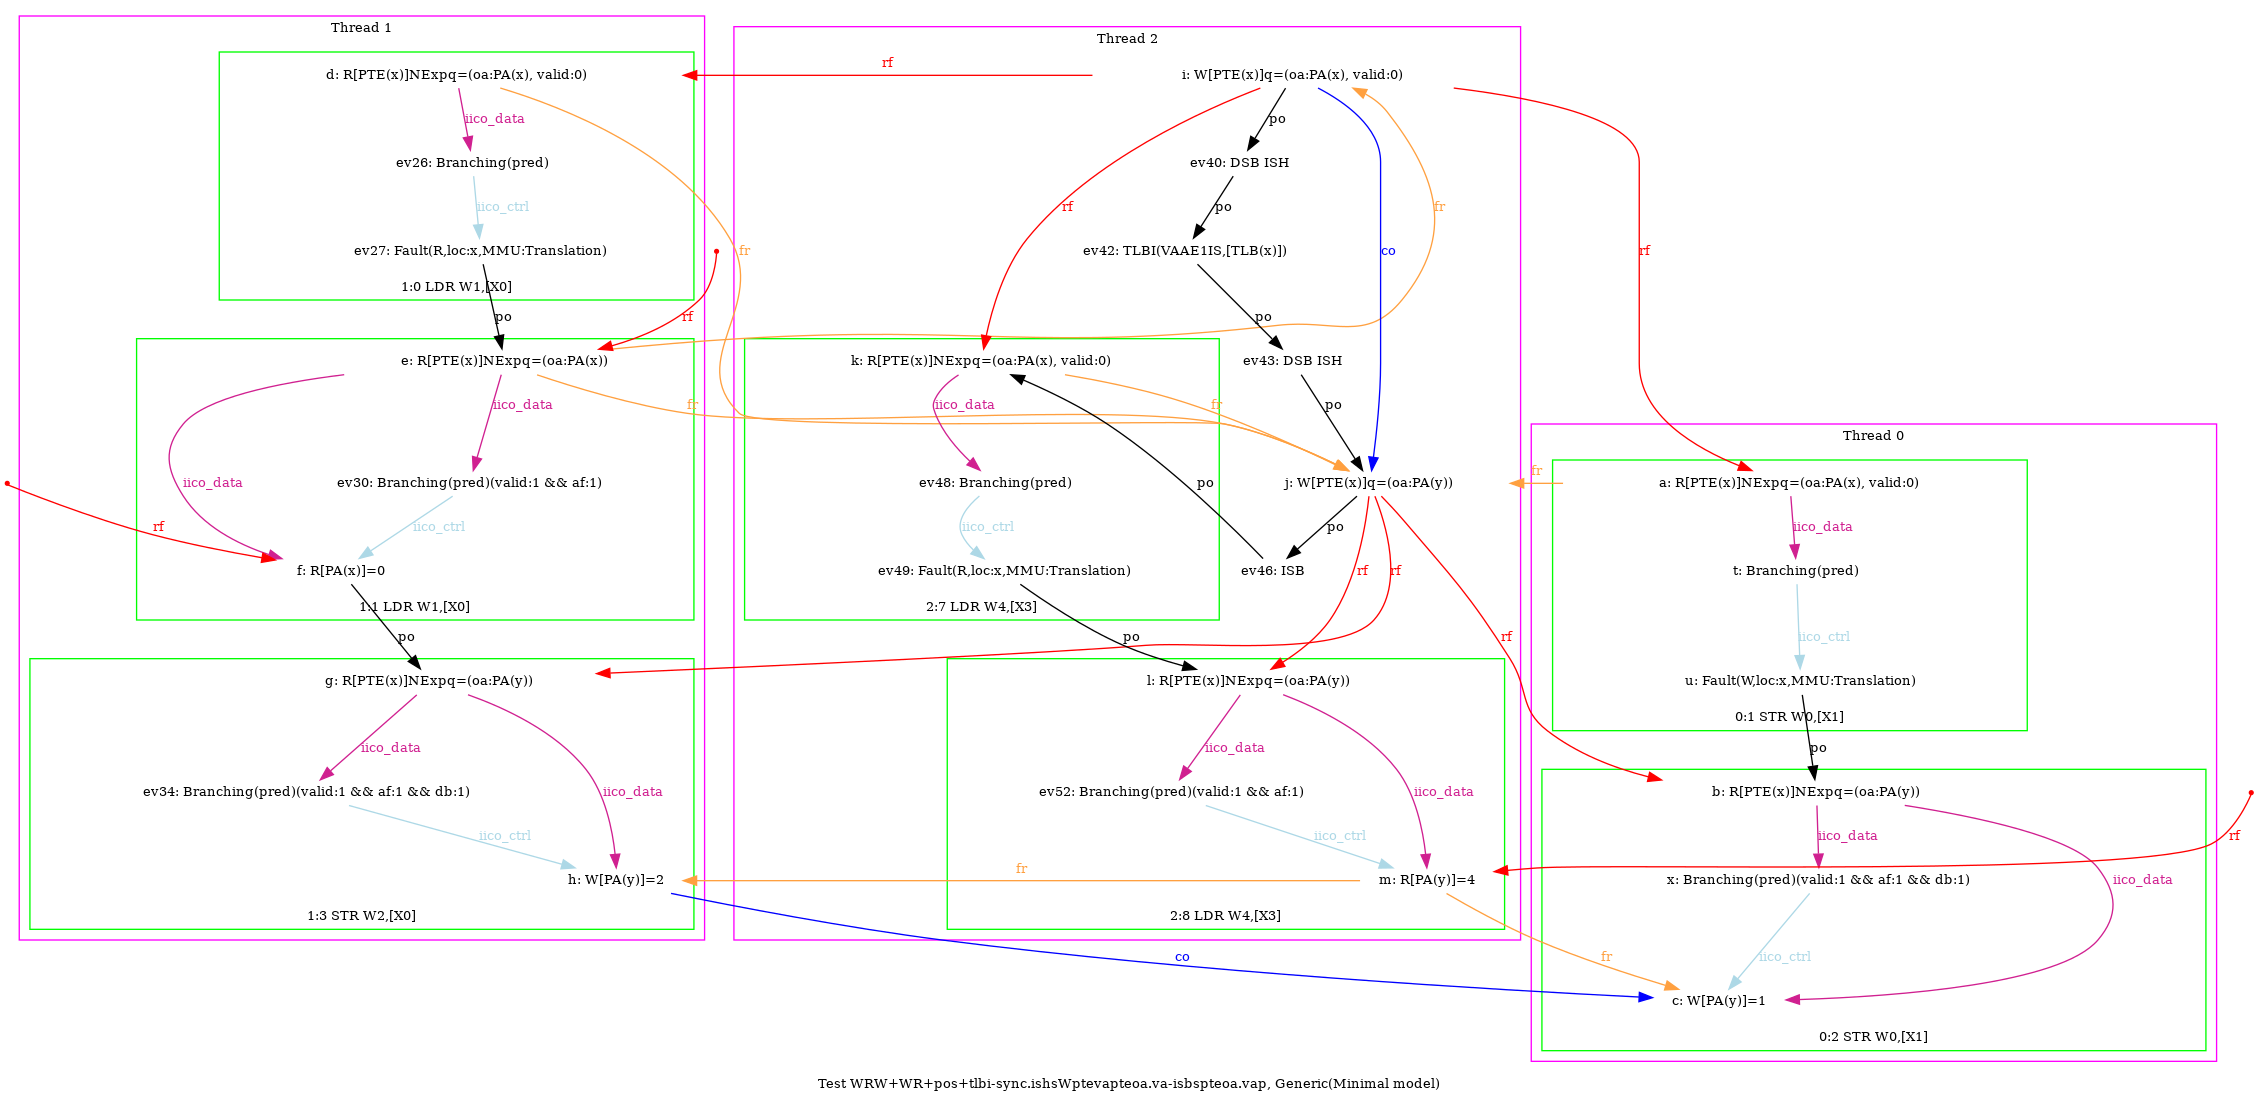 Thread 1
d: R[PTE(x)]NExpq=(oa:PA(x), valid:0)
iico_data
ev26: Branching(pred)
iico_ctrl
ev27: Fault(R,loc:x,MMU:Translation)
1:0 LDR W1,[X0]
po
rf
fr
rf
e: R[PTE(x)]NExpq=(oa:PA(x))
iico_data
iico_data
fr
ev30: Branching(pred)(valid:1 && af:1)
iico_ctrl
rf
f: R[PA(x)]=0
1:1 LDR W1,[X0]
po
g: R[PTE(x)]NExpq=(oa:PA(y))
iico_data
iico_data
ev34: Branching(pred)(valid:1 && af:1 && db:1)
iico_ctrl
h: W[PA(y)]=2
1:3 STR W2,[X0]
Thread 2
i: W[PTE(x)]q=(oa:PA(x), valid:0)
po
ev40: DSB ISH
rf
po
fr
co
rf
ev42: TLBI(VAAE1IS,[TLB(x)])
po
k: R[PTE(x)]NExpq=(oa:PA(x), valid:0)
ev43: DSB ISH
iico_data
fr
po
ev48: Branching(pred)
po
j: W[PTE(x)]q=(oa:PA(y))
iico_ctrl
po
ev49: Fault(R,loc:x,MMU:Translation)
ev46: ISB
rf
rf
2:7 LDR W4,[X3]
po
rf
l: R[PTE(x)]NExpq=(oa:PA(y))
iico_data
iico_data
ev52: Branching(pred)(valid:1 && af:1)
iico_ctrl
fr
m: R[PA(y)]=4
2:8 LDR W4,[X3]
co
fr
Thread 0
fr
a: R[PTE(x)]NExpq=(oa:PA(x), valid:0)
iico_data
t: Branching(pred)
iico_ctrl
u: Fault(W,loc:x,MMU:Translation)
0:1 STR W0,[X1]
po
b: R[PTE(x)]NExpq=(oa:PA(y))
iico_data
rf
x: Branching(pred)(valid:1 && af:1 && db:1)
iico_data
iico_ctrl
c: W[PA(y)]=1
0:2 STR W0,[X1]
Test WRW+WR+pos+tlbi-sync.ishsWptevapteoa.va-isbspteoa.vap, Generic(Minimal model)